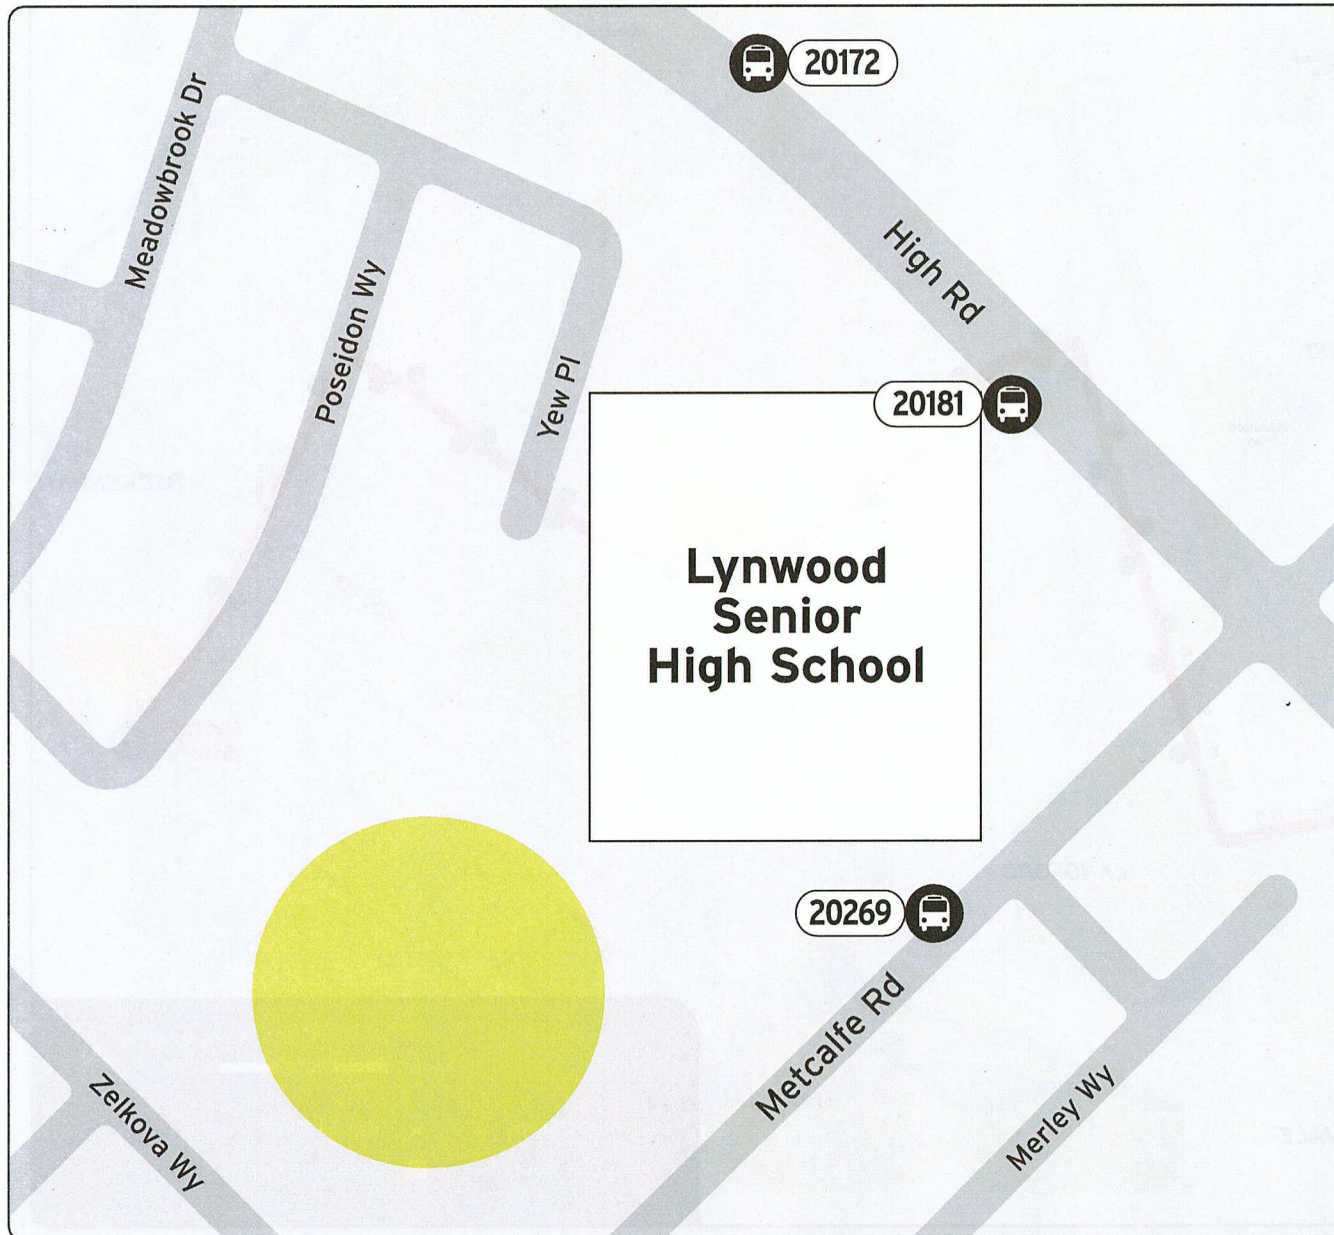 20172
Meadowbrook Dr
High Rd
Poseidon Wy
Yew Pl
20181
Lynwood
Senior
High School
20269
Metcalfe Rd
Zelkova Wy
Merley Wy